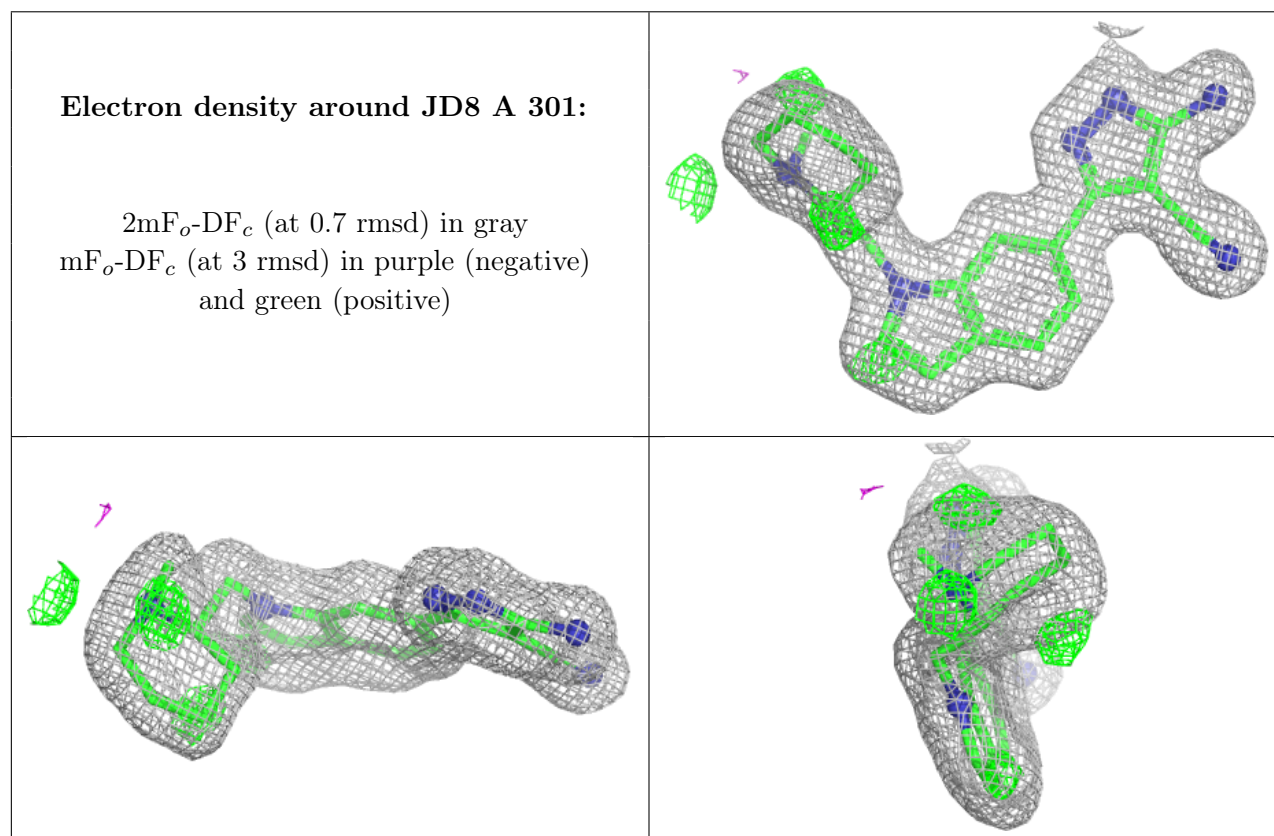 Electron density around JD8 A 301:
2mFo-DFc (at 0.7 rmsd) in gray
mFo-DFc (at 3 rmsd) in purple (negative)
and green (positive)